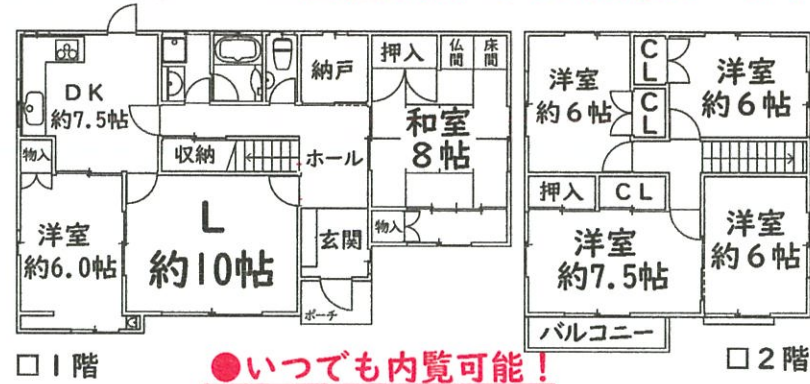 DK
約7.5帖
物入
洋室
約6.0帖
収納
L
約10帖
納戸
ホール
玄関
ポーチ
押入
仏間
床間
和室
8帖
物入
□1階
洋室
約6帖
CL
CL
洋室
約6帖
押入
CL
洋室
約7.5帖
洋室
約6帖
バルコニー
□2階
●いつでも内覧可能！